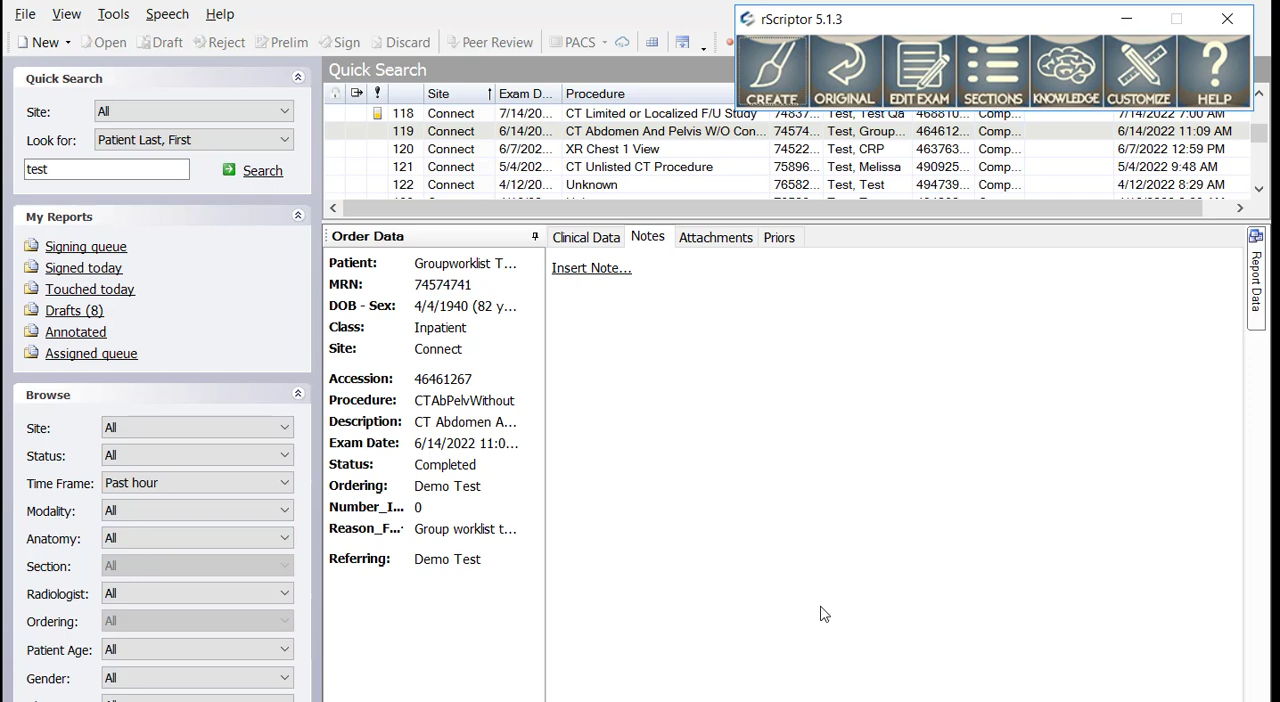 File View Tools Speech Help
rScriptor 5.1.3
New Open Draft Reject Prelim Sign Discard Peer Review PACS
CREATE ORIGINAL EDIT EXAM SECTIONS KNOWLEDGE CUSTOMIZE HELP
Quick Search
Site: All
Look for: Patient Last, First
test Search
My Reports
Signing queue
Signed today
Touched today
Drafts (8)
Annotated
Assigned queue
Browse
Site: All
Status: All
Time Frame: Past hour
Modality: All
Anatomy: All
Section: All
Radiologist: All
Ordering: All
Patient Age: All
Gender: All
Quick Search
Site Exam D... Procedure
118 Connect 7/14/20... CT Limited or Localized F/U Study 74837... Test, Test Qa 468810... Comp... 7/14/2022 7:00 AM
119 Connect 6/14/20... CT Abdomen And Pelvis W/O Con... 74574... Test, Group... 464612... Comp... 6/14/2022 11:09 AM
120 Connect 6/7/202... XR Chest 1 View 74522... Test, CRP 463763... Comp... 6/7/2022 12:59 PM
121 Connect 5/4/202... CT Unlisted CT Procedure 75896... Test, Melissa 490925... Comp... 5/4/2022 9:48 AM
122 Connect 4/12/20... Unknown 76582... Test, Test 494739... Comp... 4/12/2022 8:29 AM
Order Data
Patient: Groupworklist T...
MRN: 74574741
DOB - Sex: 4/4/1940 (82 y...
Class: Inpatient
Site: Connect
Accession: 46461267
Procedure: CTAbPelvWithout
Description: CT Abdomen A...
Exam Date: 6/14/2022 11:0...
Status: Completed
Ordering: Demo Test
Number_I... 0
Reason_F... Group worklist t...
Referring: Demo Test
Clinical Data Notes Attachments Priors
Insert Note...
Report Data